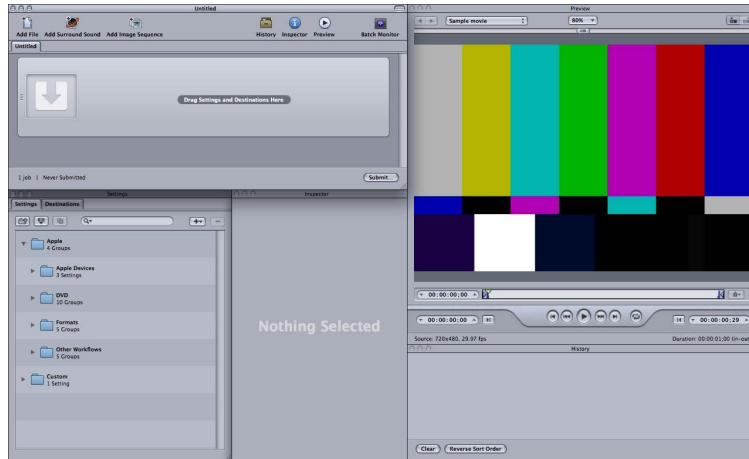 Untitled
Add File Add Surround Sound Add Image Sequence History Inspector Preview Batch Monitor
Untitled
Drag Settings and Destinations Here
1 job | Never Submitted Submit...
Preview
Sample movie 80%
00:00:00;00
00:00:00;00 00:00:00;29
Source: 720x480, 29.97 fps Duration: 00:00:01;00 (in-out
Settings
Settings Destinations
Apple
4 Groups
Apple Devices
3 Settings
DVD
10 Groups
Formats
5 Groups
Other Workflows
5 Groups
Custom
1 Setting
Inspector
Nothing Selected
History
Clear Reverse Sort Order